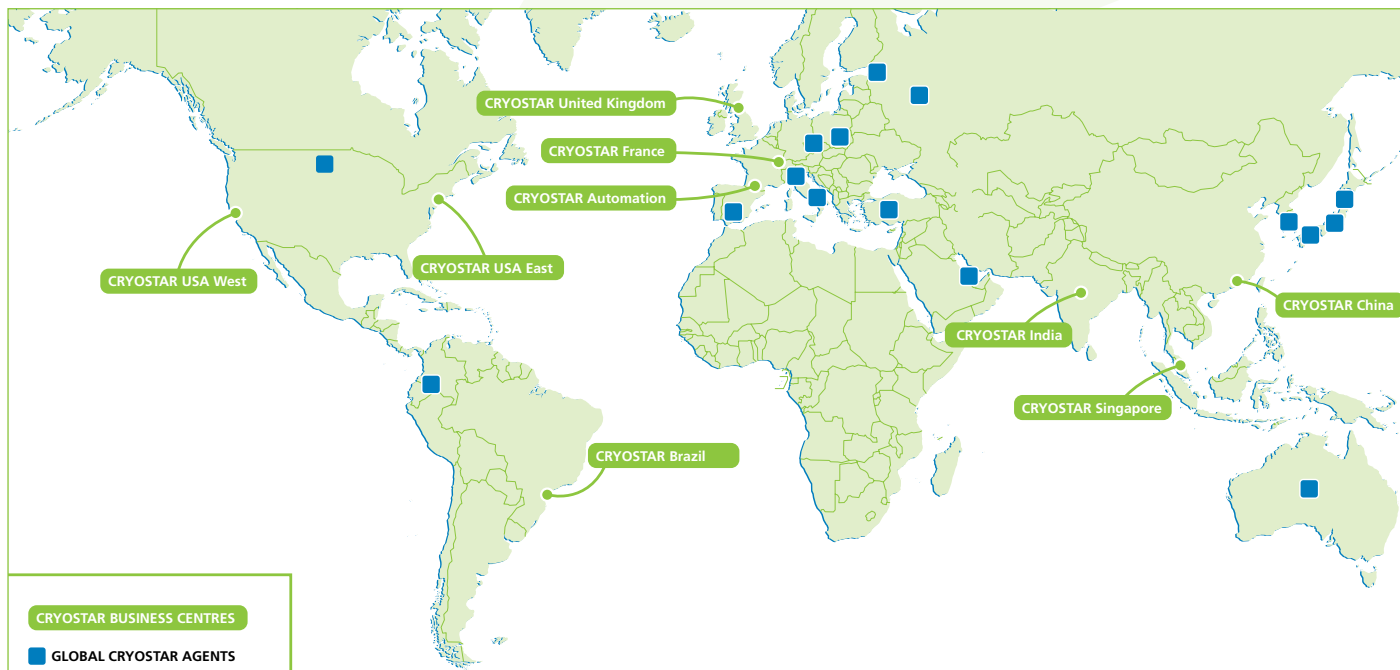 CRYOSTAR United Kingdom
CRYOSTAR France
CRYOSTAR Automation
CRYOSTAR USA East
CRYOSTAR USA West
CRYOSTAR China
CRYOSTAR India
CRYOSTAR Singapore
CRYOSTAR Brazil
CRYOSTAR BUSINESS CENTRES
GLOBAL CRYOSTAR AGENTS